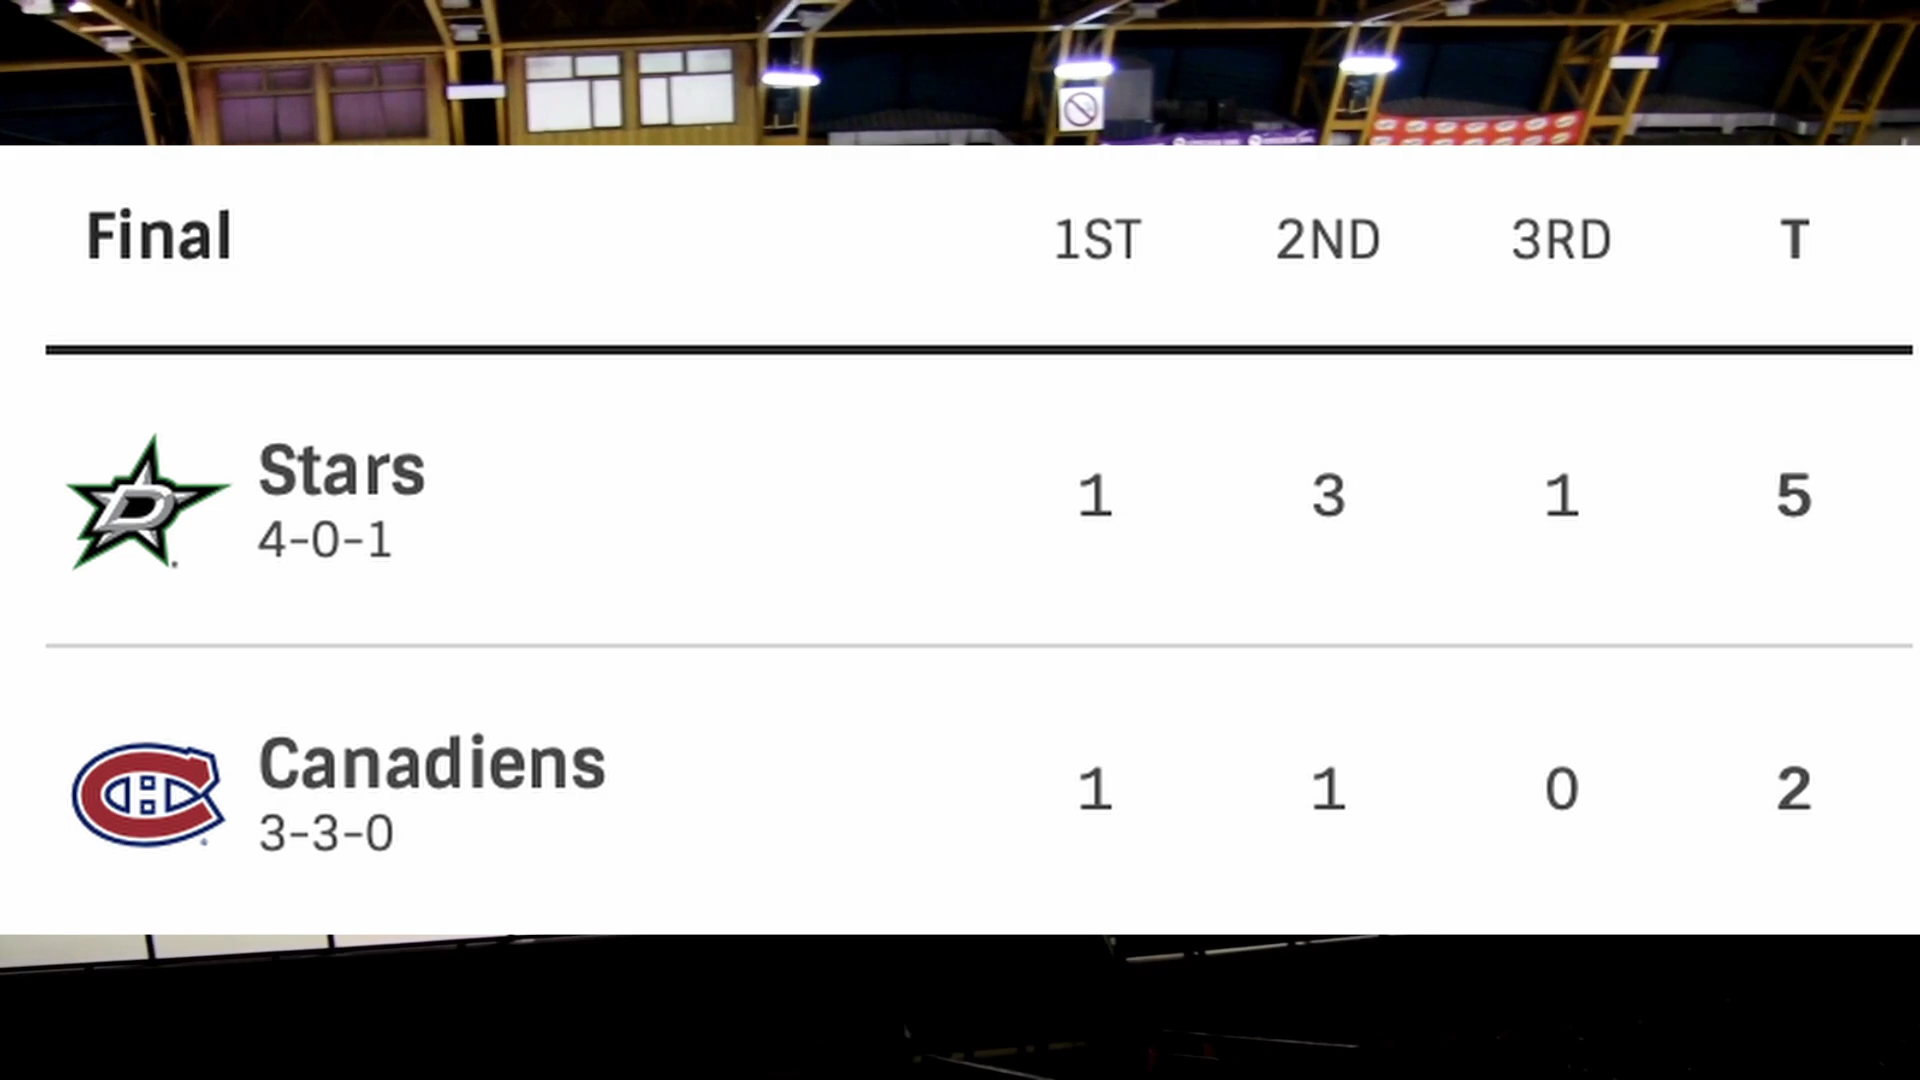 Final 1ST 2ND 3RD T
Stars 1 3 1 5
4-0-1
Canadiens 1 1 0 2
3-3-0